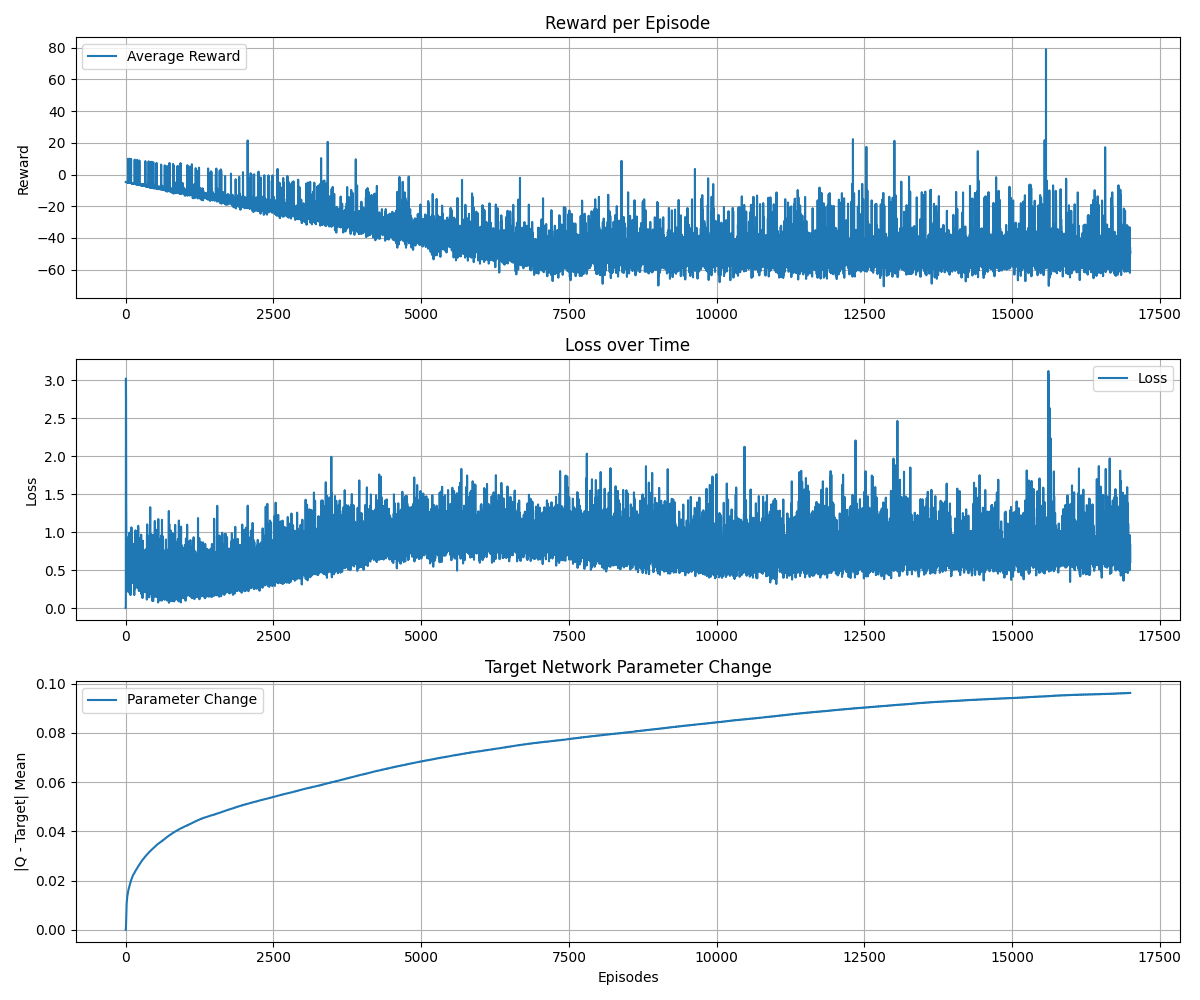 Reward per Episode
Average Reward
Reward
80
60
40
20
0
−20
−40
−60
0 2500 5000 7500 10000 12500 15000 17500
Loss over Time
Loss
Loss
3.0
2.5
2.0
1.5
1.0
0.5
0.0
0 2500 5000 7500 10000 12500 15000 17500
Target Network Parameter Change
Parameter Change
|Q - Target| Mean
0.10
0.08
0.06
0.04
0.02
0.00
0 2500 5000 7500 10000 12500 15000 17500
Episodes